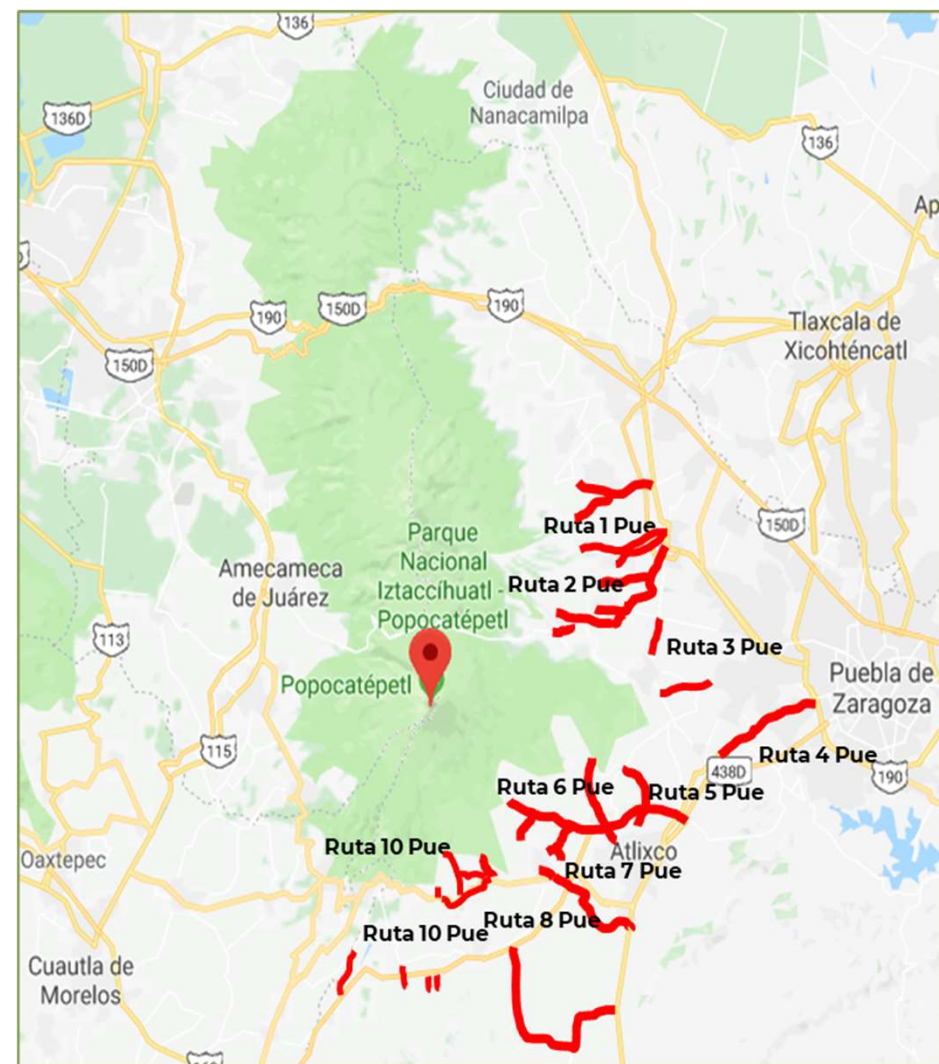 136
Ciudad de
Nanacamilpa
136D
136
Ap
190
150D
190
Tlaxcala de
Xicohténcatl
150D
Ruta 1 Pue
150D
Parque
Nacional
Iztaccíhuatl -
Popocatépetl
Amecameca
de Juárez
Ruta 2 Pue
113
Ruta 3 Pue
Popocatépetl
Puebla de
Zaragoza
115
Ruta 4 Pue
438D
190
Ruta 6 Pue
Ruta 5 Pue
Ruta 10 Pue
Atlixco
Oaxtepec
Ruta 7 Pue
Ruta 8 Pue
Ruta 10 Pue
Cuautla de
Morelos